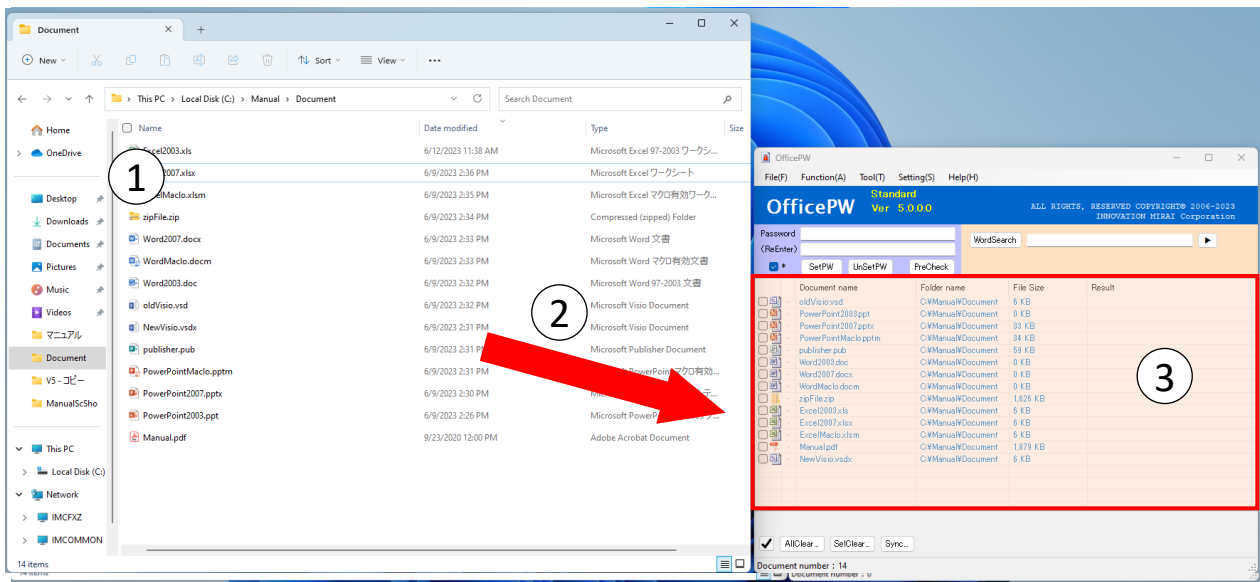 Document
New Sort View
This PC > Local Disk (C:) > Manual > Document
Search Document
Home
OneDrive
Desktop
Downloads
Documents
Pictures
Music
Videos
マニュアル
Document
V5 - コピー
ManualScSho
This PC
Local Disk (C:)
Network
IMCFXZ
IMCOMMON
14 items
Name Date modified Type Size
Excel2003.xls 6/12/2023 11:38 AM Microsoft Excel 97-2003 ワークシ...
2007.xlsx 6/9/2023 2:36 PM Microsoft Excel ワークシート
elMaclo.xlsm 6/9/2023 2:35 PM Microsoft Excel マクロ有効ワーク...
zipFile.zip 6/9/2023 2:34 PM Compressed (zipped) Folder
Word2007.docx 6/9/2023 2:33 PM Microsoft Word 文書
WordMaclo.docm 6/9/2023 2:33 PM Microsoft Word マクロ有効文書
Word2003.doc 6/9/2023 2:32 PM Microsoft Word 97-2003 文書
oldVisio.vsd 6/9/2023 2:32 PM Microsoft Visio Document
NewVisio.vsdx 6/9/2023 2:31 PM Microsoft Visio Document
publisher.pub 6/9/2023 2:31 PM Microsoft Publisher Document
PowerPointMaclo.pptm 6/9/2023 2:31 PM Microsoft PowerPoint マクロ有効...
PowerPoint2007.pptx 6/9/2023 2:30 PM
PowerPoint2003.ppt 6/9/2023 2:26 PM Microsoft
Manual.pdf 9/23/2020 12:00 PM Adobe Acrobat Document
1
2
OfficePW
File(F) Function(A) Tool(T) Setting(S) Help(H)
OfficePW
Standard
Ver 5.0.0.0
ALL RIGHTS, RESERVED COPYRIGHT® 2006-2023
INNOVATION MIRAI Corporation
Password
(ReEnter)
*
SetPW UnSetPW PreCheck
WordSearch
Document name Folder name File Size Result
oldVisio.vsd C:¥Manual¥Document 6 KB
PowerPoint2003.ppt C:¥Manual¥Document 0 KB
PowerPoint2007.pptx C:¥Manual¥Document 33 KB
PowerPointMaclo.pptm C:¥Manual¥Document 34 KB
publisher.pub C:¥Manual¥Document 59 KB
Word2003.doc C:¥Manual¥Document 0 KB
Word2007.docx C:¥Manual¥Document 0 KB
WordMaclo.docm C:¥Manual¥Document 0 KB
zipFile.zip C:¥Manual¥Document 1,626 KB
Excel2003.xls C:¥Manual¥Document 6 KB
Excel2007.xlsx C:¥Manual¥Document 6 KB
ExcelMaclo.xlsm C:¥Manual¥Document 6 KB
Manual.pdf C:¥Manual¥Document 1,879 KB
NewVisio.vsdx C:¥Manual¥Document 6 KB
3
AllClear... SelClear... Sync...
Document number : 14